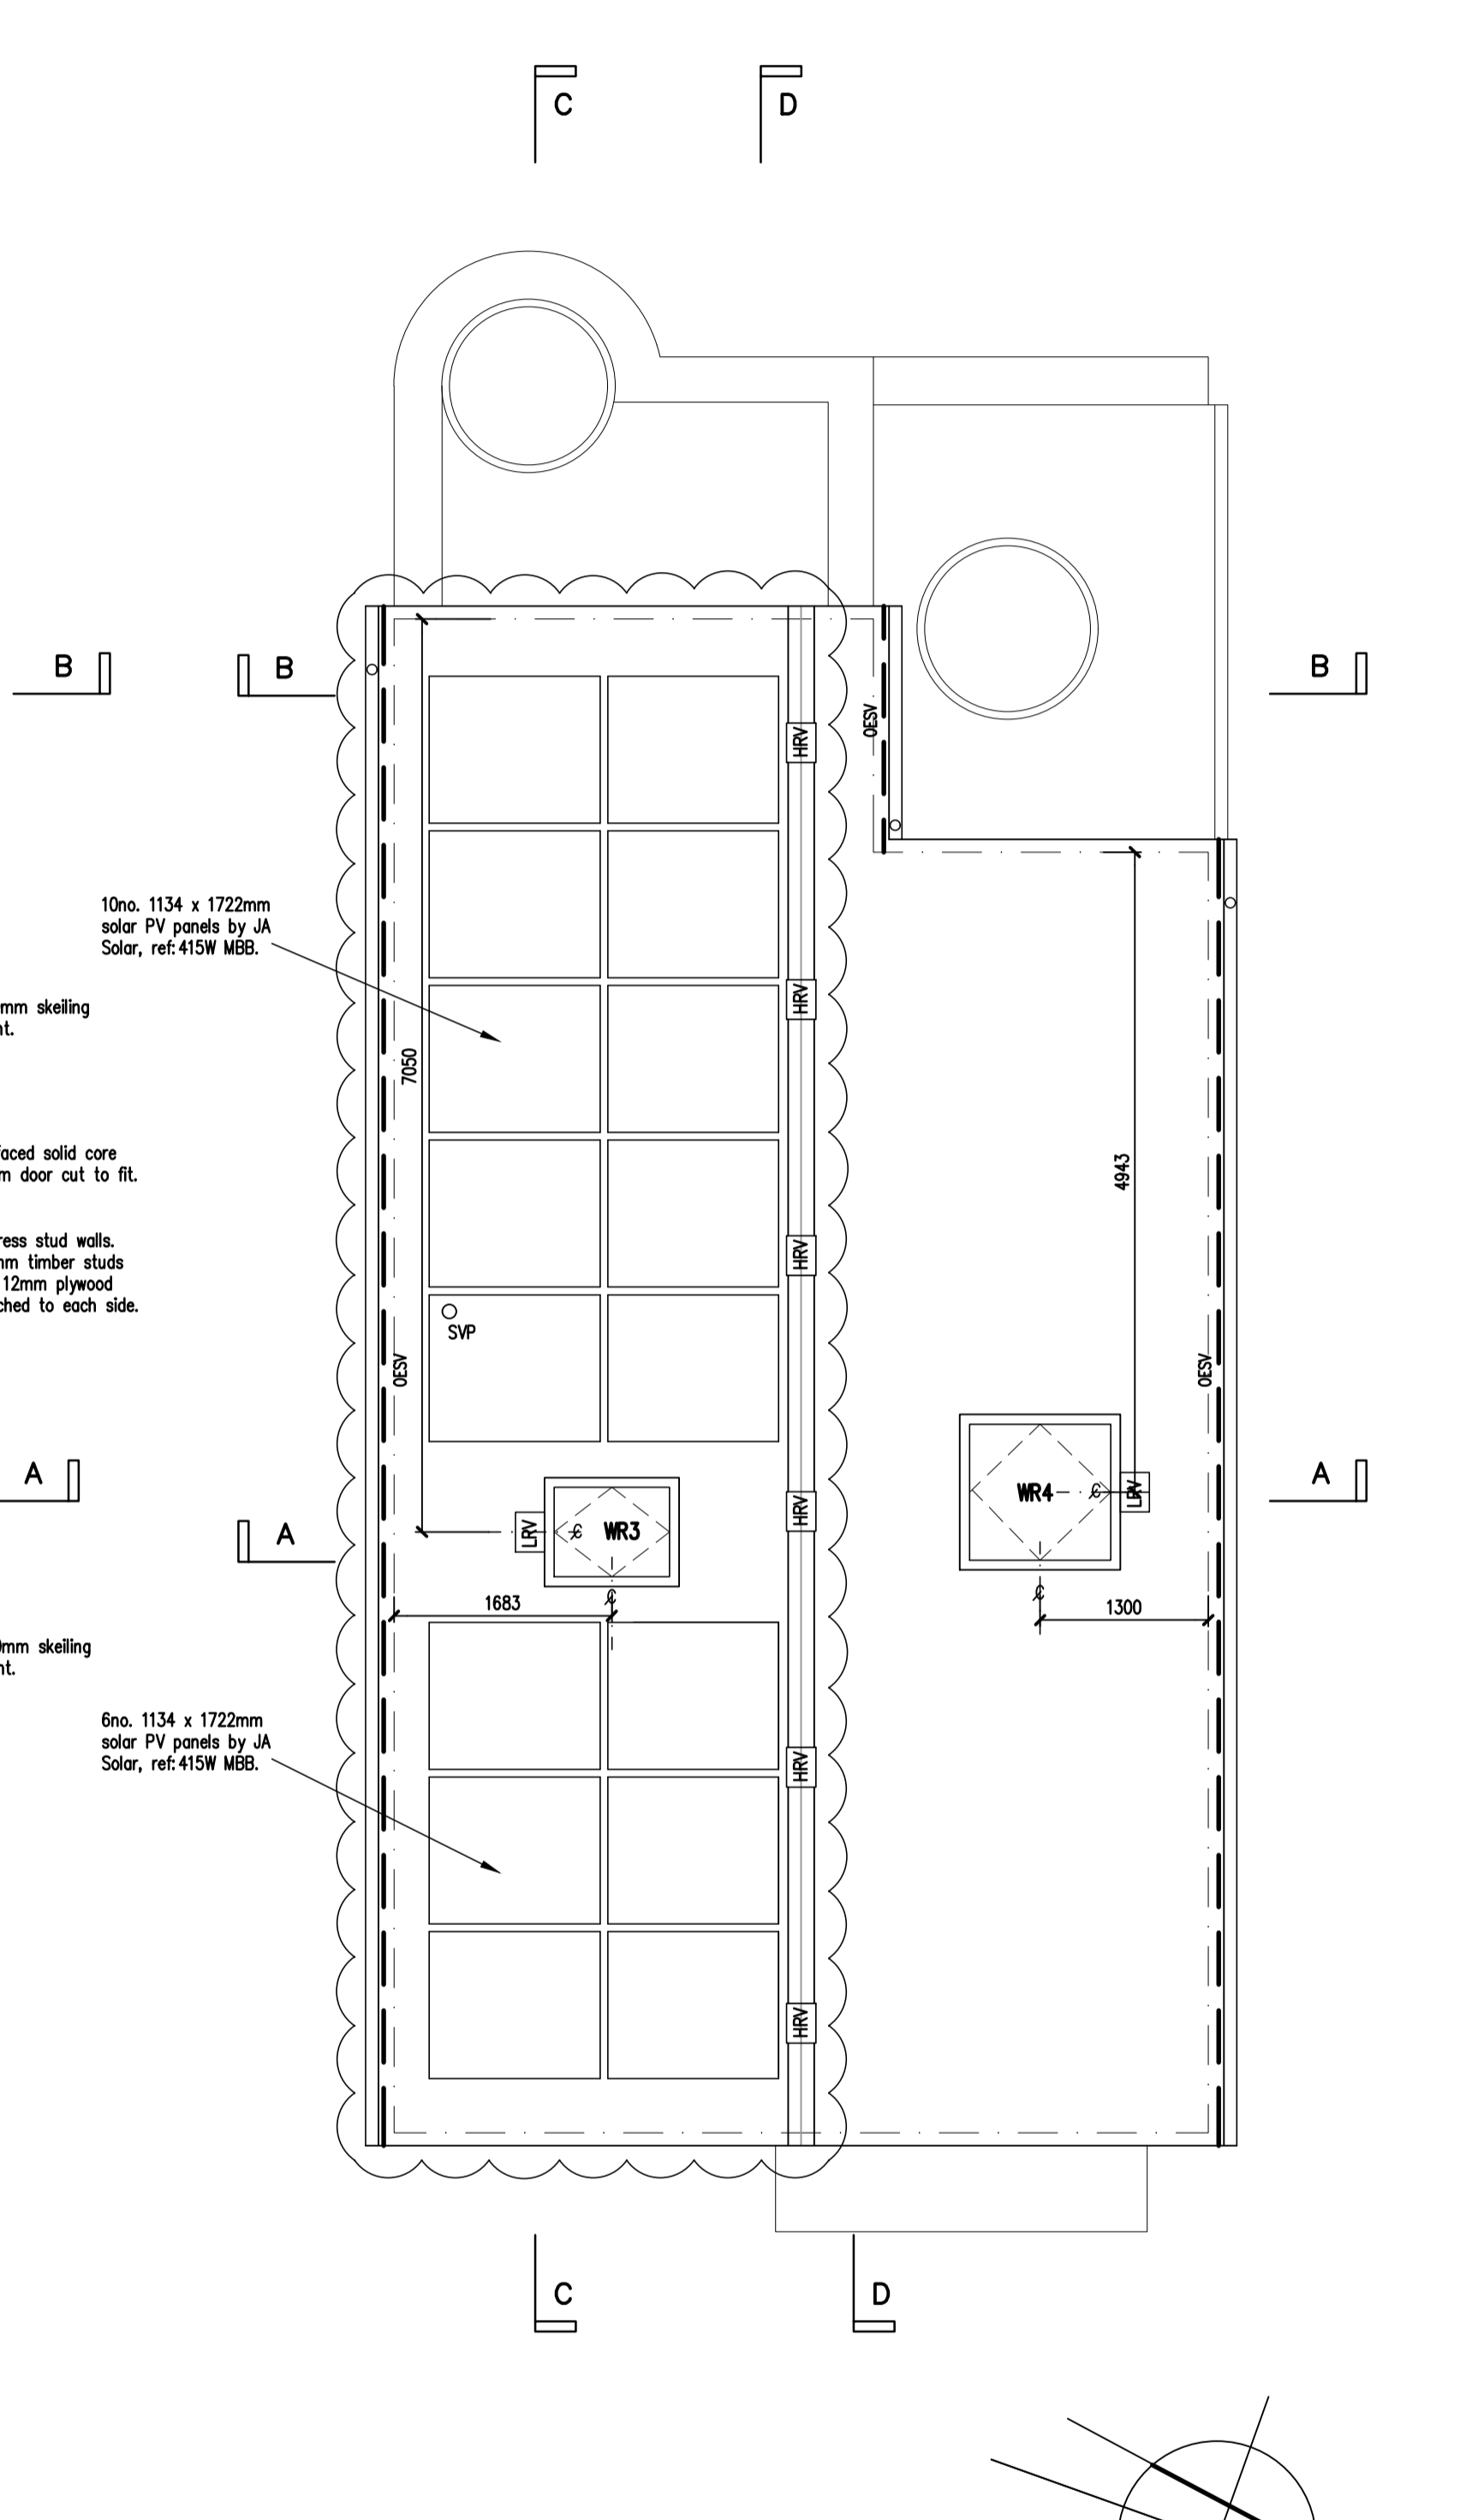 C
D
B
B
B
HRV
OESV
10no. 1134 x 1722mm
solar PV panels by JA
Solar, ref: 415W MBB.
HRV
mm skeiling
7050
aced solid core
m door cut to fit.
4943
ress stud walls.
mm timber studs
12mm plywood
ched to each side.
HRV
SVP
OESV
OESV
A
A
A
HRV
LRV
WR3
WR4
LRV
1683
1300
mm skeiling
6no. 1134 x 1722mm
solar PV panels by JA
Solar, ref: 415W MBB.
HRV
HRV
C
D